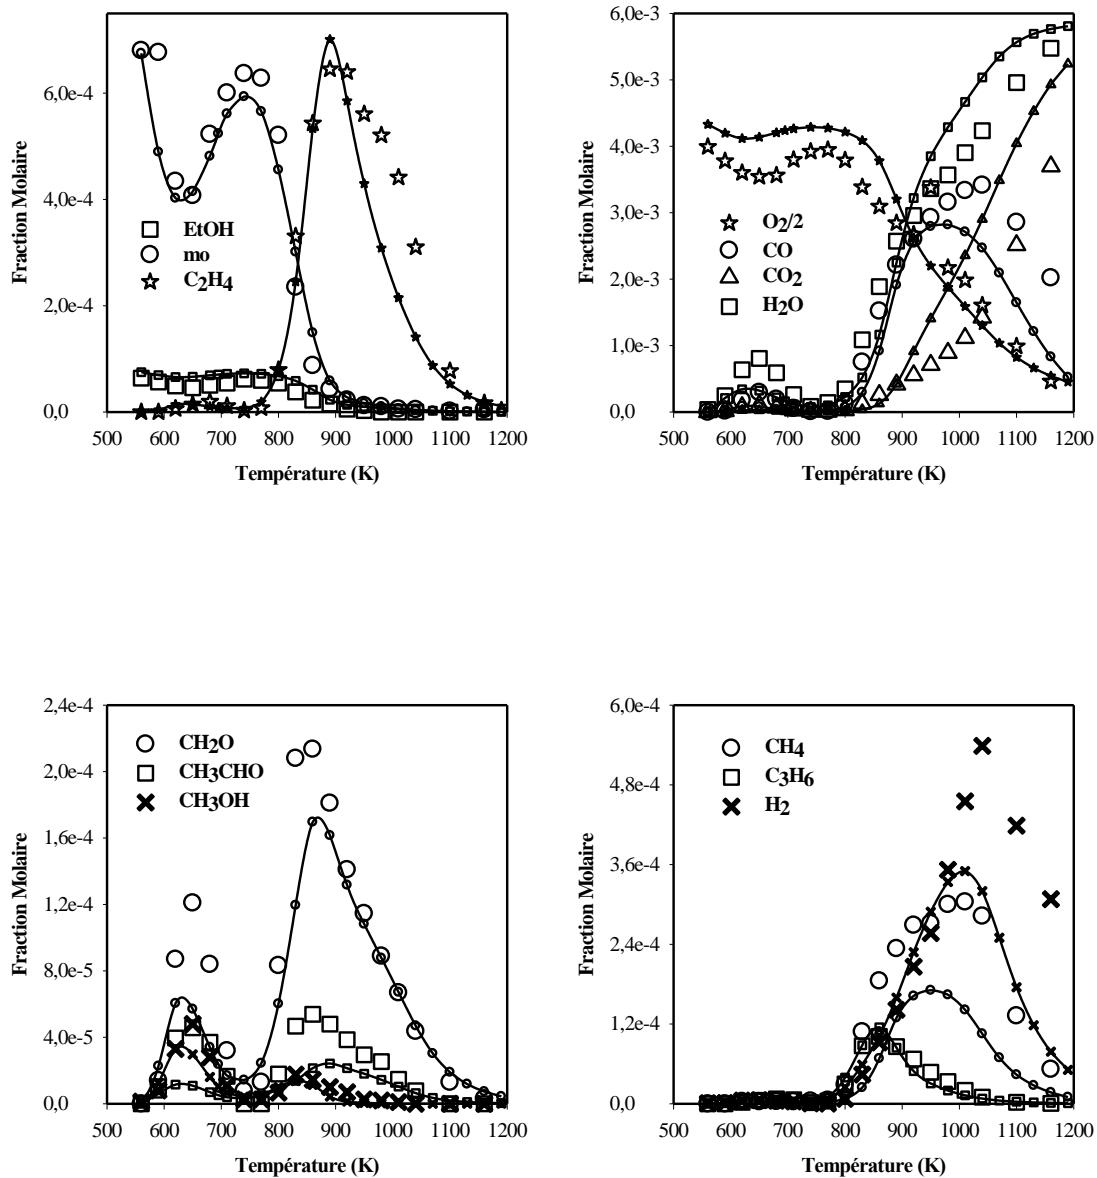 Fraction Molaire
6,0e-4
4,0e-4
2,0e-4
0,0
EtOH
mo
C2H4
500 600 700 800 900 1000 1100 1200
Température (K)
Fraction Molaire
6,0e-3
5,0e-3
4,0e-3
3,0e-3
2,0e-3
1,0e-3
0,0
O2/2
CO
CO2
H2O
500 600 700 800 900 1000 1100 1200
Température (K)
Fraction Molaire
2,4e-4
2,0e-4
1,6e-4
1,2e-4
8,0e-5
4,0e-5
0,0
CH2O
CH3CHO
CH3OH
500 600 700 800 900 1000 1100 1200
Température (K)
Fraction Molaire
6,0e-4
4,8e-4
3,6e-4
2,4e-4
1,2e-4
0,0
CH4
C3H6
H2
500 600 700 800 900 1000 1100 1200
Température (K)